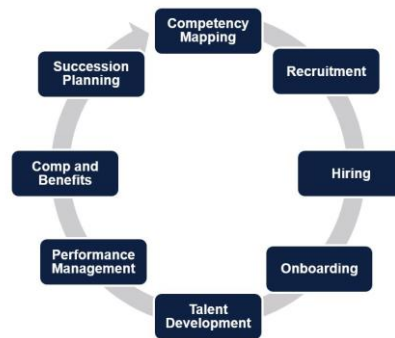 Competency
Mapping
Recruitment
Hiring
Onboarding
Talent
Development
Performance
Management
Comp and
Benefits
Succession
Planning